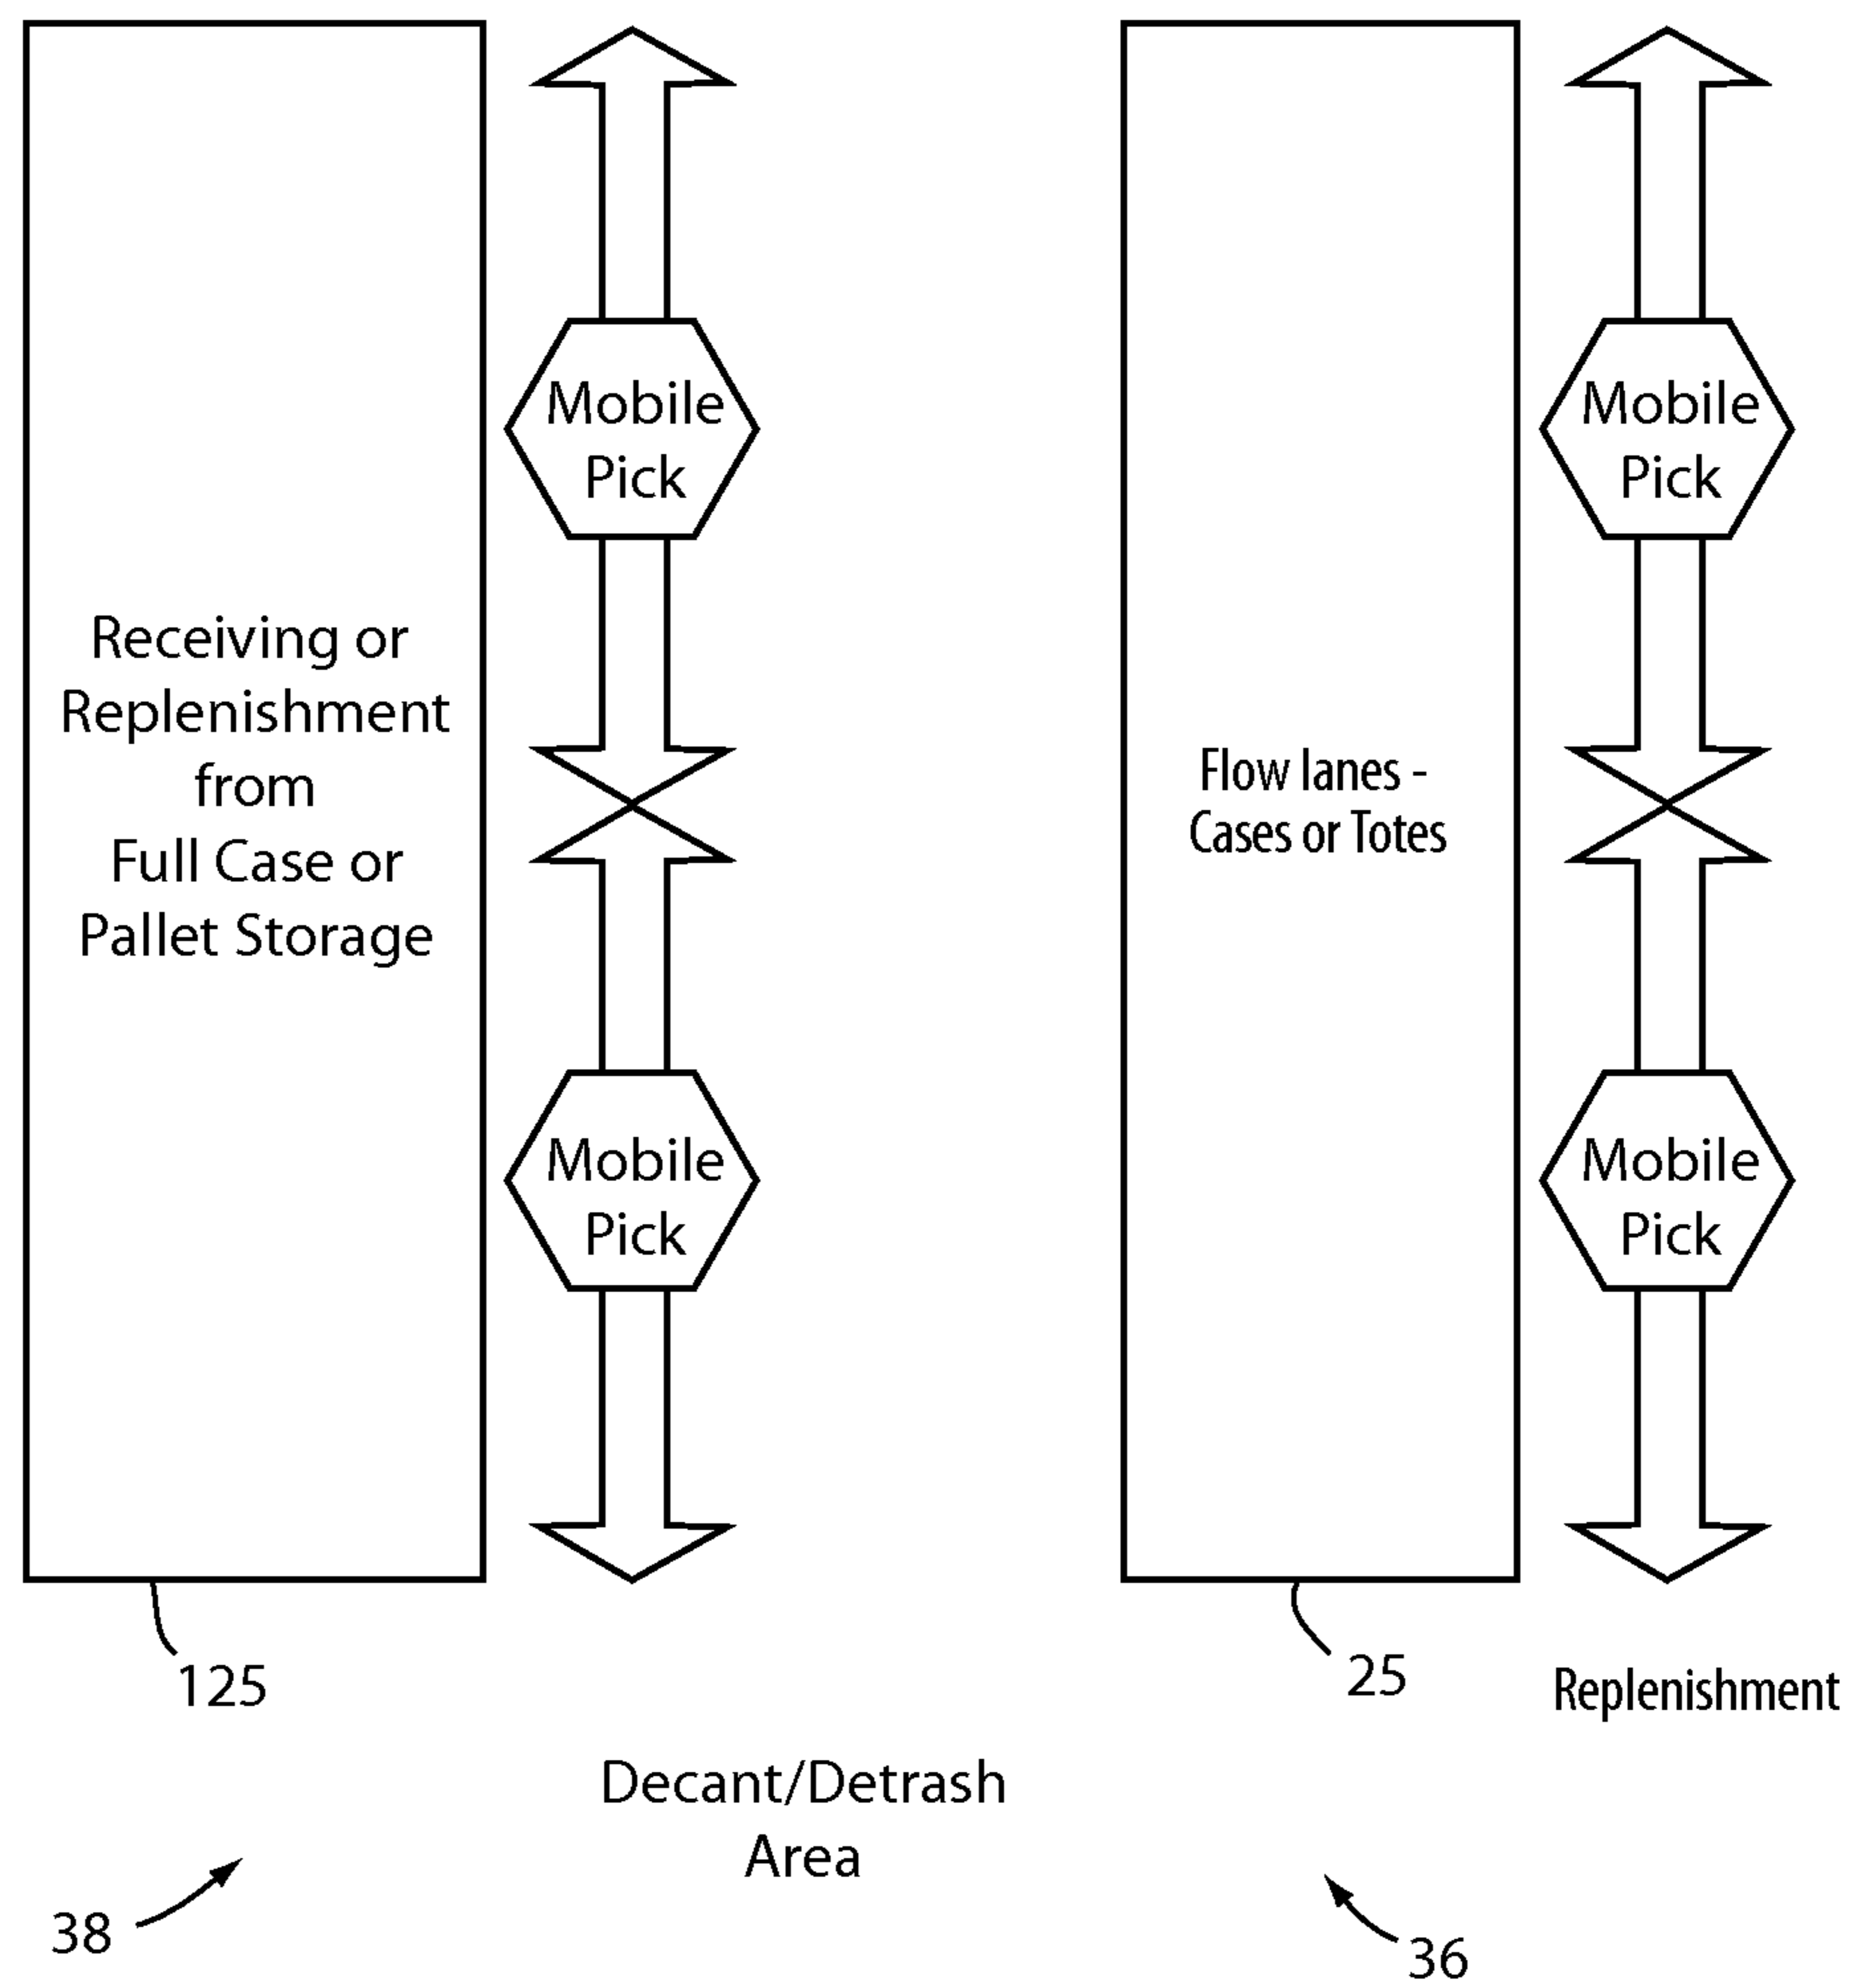 Receiving or
Replenishment
from
Full Case or
Pallet Storage
Mobile
Pick
Mobile
Pick
Flow lanes -
Cases or Totes
Mobile
Pick
Mobile
Pick
125
25
Replenishment
Decant/Detrash
Area
38
36